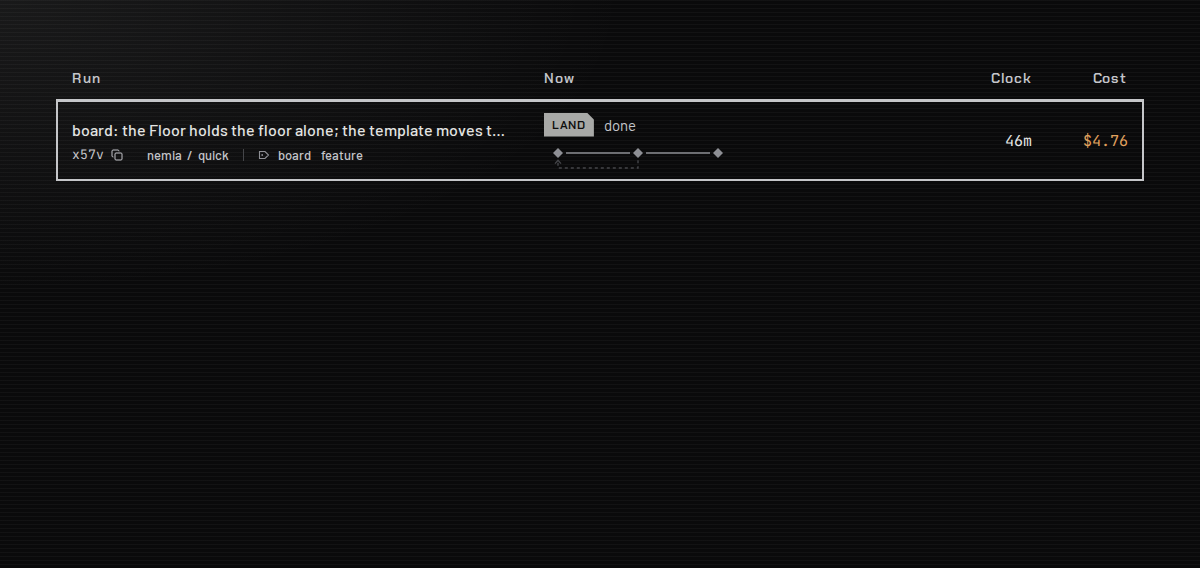 Run Now Clock Cost
board: the Floor holds the floor alone; the template moves t...
LAND done
46m $4.76
x57v nemla / quick board feature